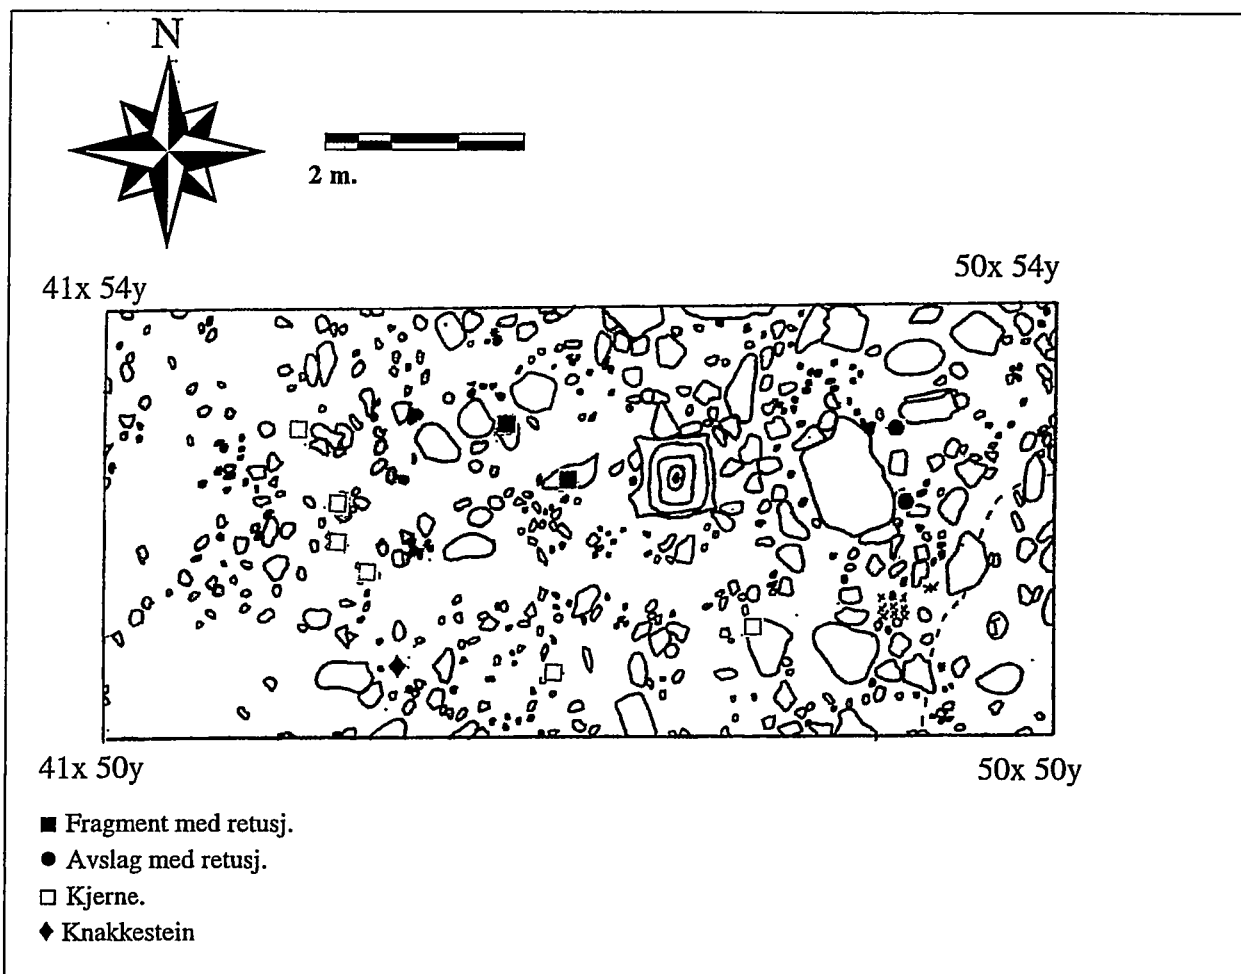 N
2 m.
41x 54y
50x 54y
41x 50y
50x 50y
Fragment med retusj.
Avslag med retusj.
Kjerne.
Knakkestein